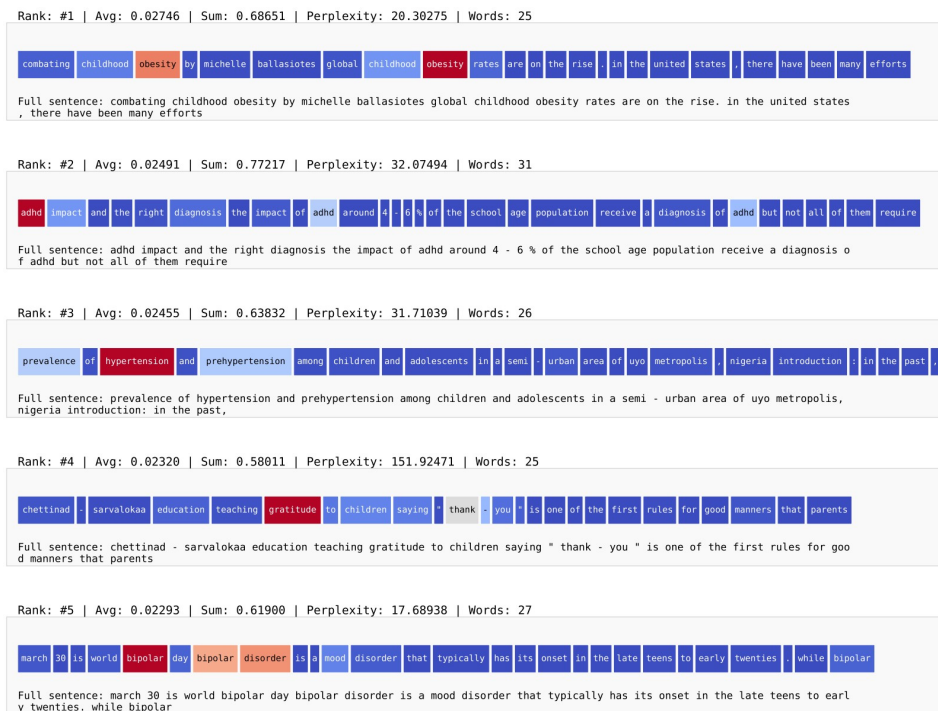 Rank: #1 | Avg: 0.02746 | Sum: 0.68651 | Perplexity: 20.30275 | Words: 25
combating childhood obesity by michelle ballasiotes global childhood obesity rates are on the rise . in the united states , there have been many efforts
Full sentence: combating childhood obesity by michelle ballasiotes global childhood obesity rates are on the rise. in the united states
, there have been many efforts
Rank: #2 | Avg: 0.02491 | Sum: 0.77217 | Perplexity: 32.07494 | Words: 31
adhd impact and the right diagnosis the impact of adhd around 4 - 6 % of the school age population receive a diagnosis of adhd but not all of them require
Full sentence: adhd impact and the right diagnosis the impact of adhd around 4 - 6 % of the school age population receive a diagnosis o
f adhd but not all of them require
Rank: #3 | Avg: 0.02455 | Sum: 0.63832 | Perplexity: 31.71039 | Words: 26
prevalence of hypertension and prehypertension among children and adolescents in a semi - urban area of uyo metropolis , nigeria introduction : in the past ,
Full sentence: prevalence of hypertension and prehypertension among children and adolescents in a semi - urban area of uyo metropolis,
nigeria introduction: in the past,
Rank: #4 | Avg: 0.02320 | Sum: 0.58011 | Perplexity: 151.92471 | Words: 25
chettinad - sarvalokaa education teaching gratitude to children saying " thank - you " is one of the first rules for good manners that parents
Full sentence: chettinad - sarvalokaa education teaching gratitude to children saying " thank - you " is one of the first rules for goo
d manners that parents
Rank: #5 | Avg: 0.02293 | Sum: 0.61900 | Perplexity: 17.68938 | Words: 27
march 30 is world bipolar day bipolar disorder is a mood disorder that typically has its onset in the late teens to early twenties . while bipolar
Full sentence: march 30 is world bipolar day bipolar disorder is a mood disorder that typically has its onset in the late teens to earl
y twenties. while bipolar